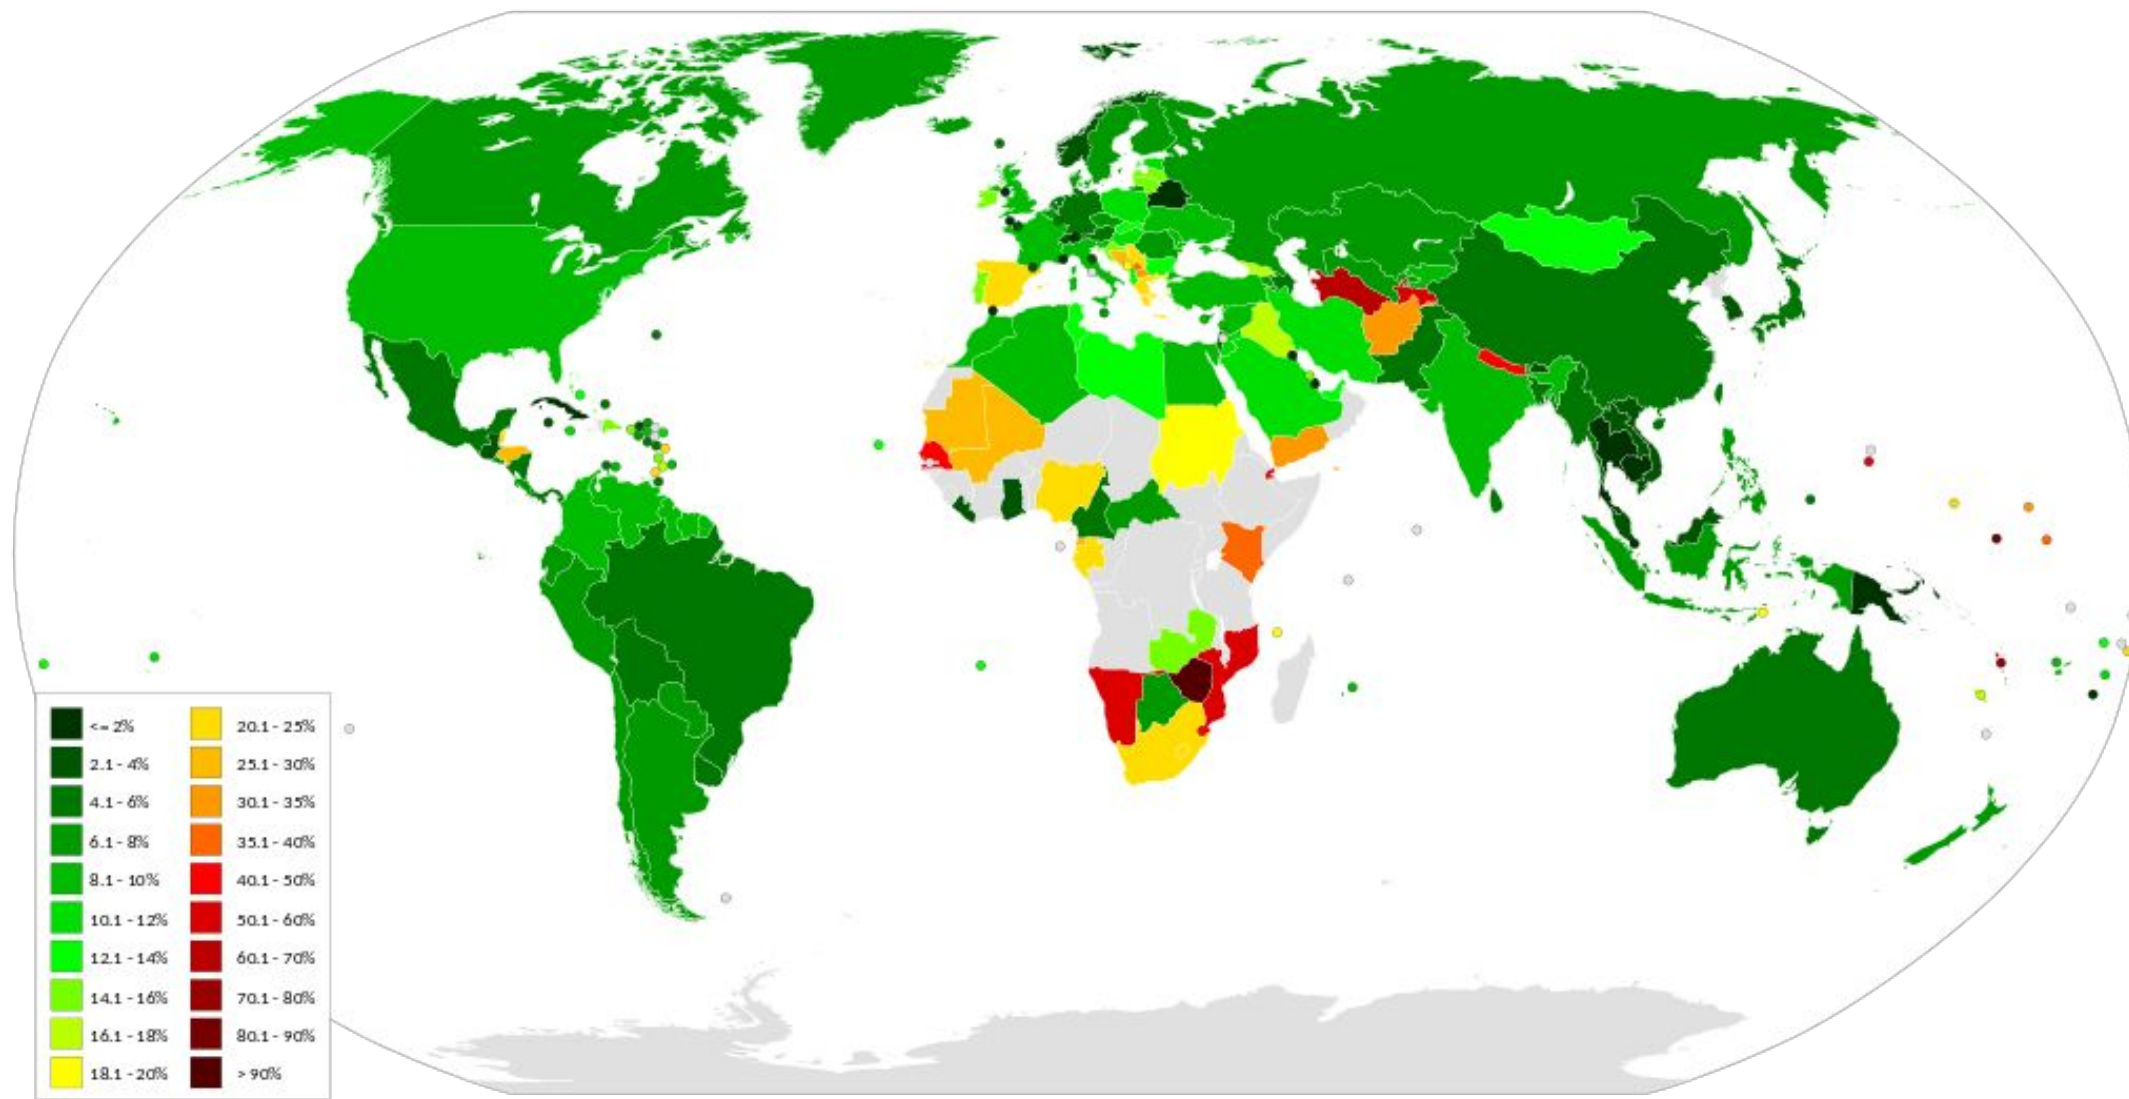 <= 2%
2.1 - 4%
4.1 - 6%
6.1 - 8%
8.1 - 10%
10.1 - 12%
12.1 - 14%
14.1 - 16%
16.1 - 18%
18.1 - 20%
20.1 - 25%
25.1 - 30%
30.1 - 35%
35.1 - 40%
40.1 - 50%
50.1 - 60%
60.1 - 70%
70.1 - 80%
80.1 - 90%
> 90%